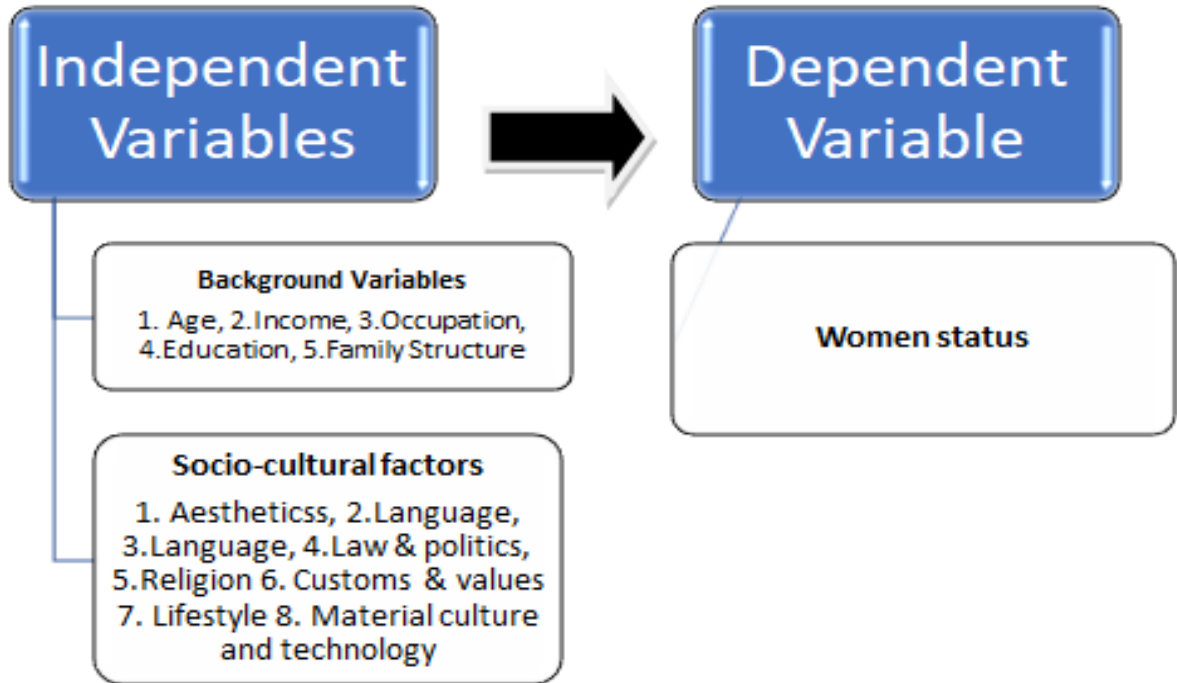 Independent
Variables
Dependent
Variable
Background Variables
1. Age, 2.Income, 3.Occupation,
4.Education, 5.Family Structure
Women status
Socio-cultural factors
1. Aestheticss, 2.Language,
3.Language, 4.Law & politics,
5.Religion 6. Customs & values
7. Lifestyle 8. Material culture
and technology